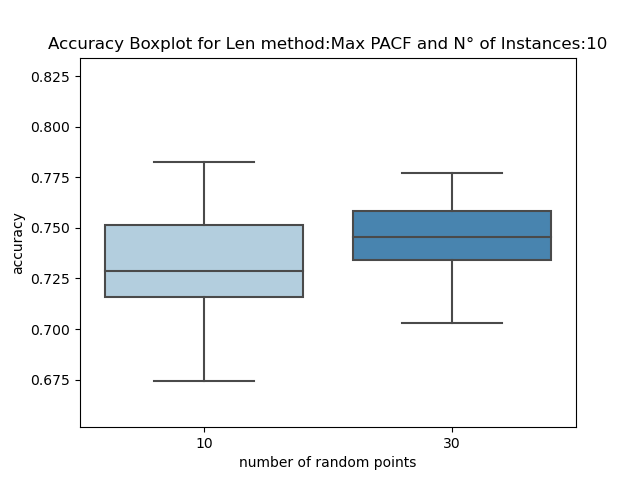 Accuracy Boxplot for Len method:Max PACF and N° of Instances:10
0.825
0.800
0.775
0.750
0.725
0.700
0.675
accuracy
10 30
number of random points